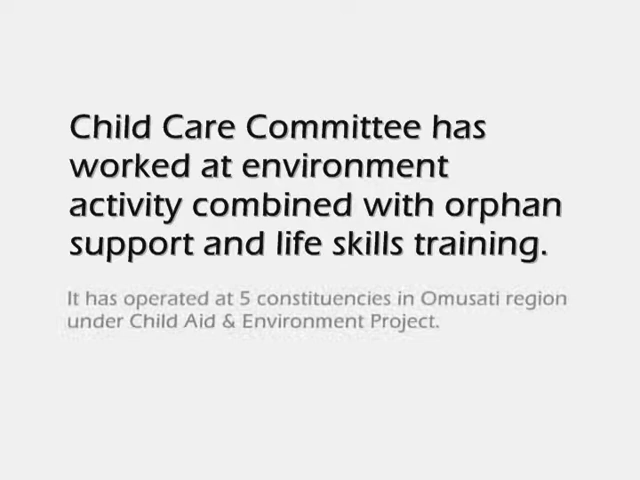 Child Care Committee has
worked at environment
activity combined with orphan
support and life skills training.
It has operated at 5 constituencies in Omusati region
under Child Aid & Environment Project.